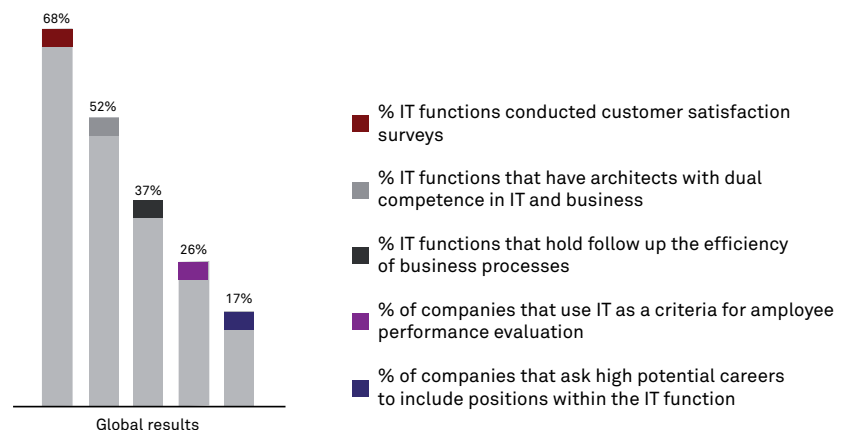 68%
52%
37%
26%
17%
Global results
% IT functions conducted customer satisfaction
surveys
% IT functions that have architects with dual
competence in IT and business
% IT functions that hold follow up the efficiency
of business processes
% of companies that use IT as a criteria for amployee
performance evaluation
% of companies that ask high potential careers
to include positions within the IT function